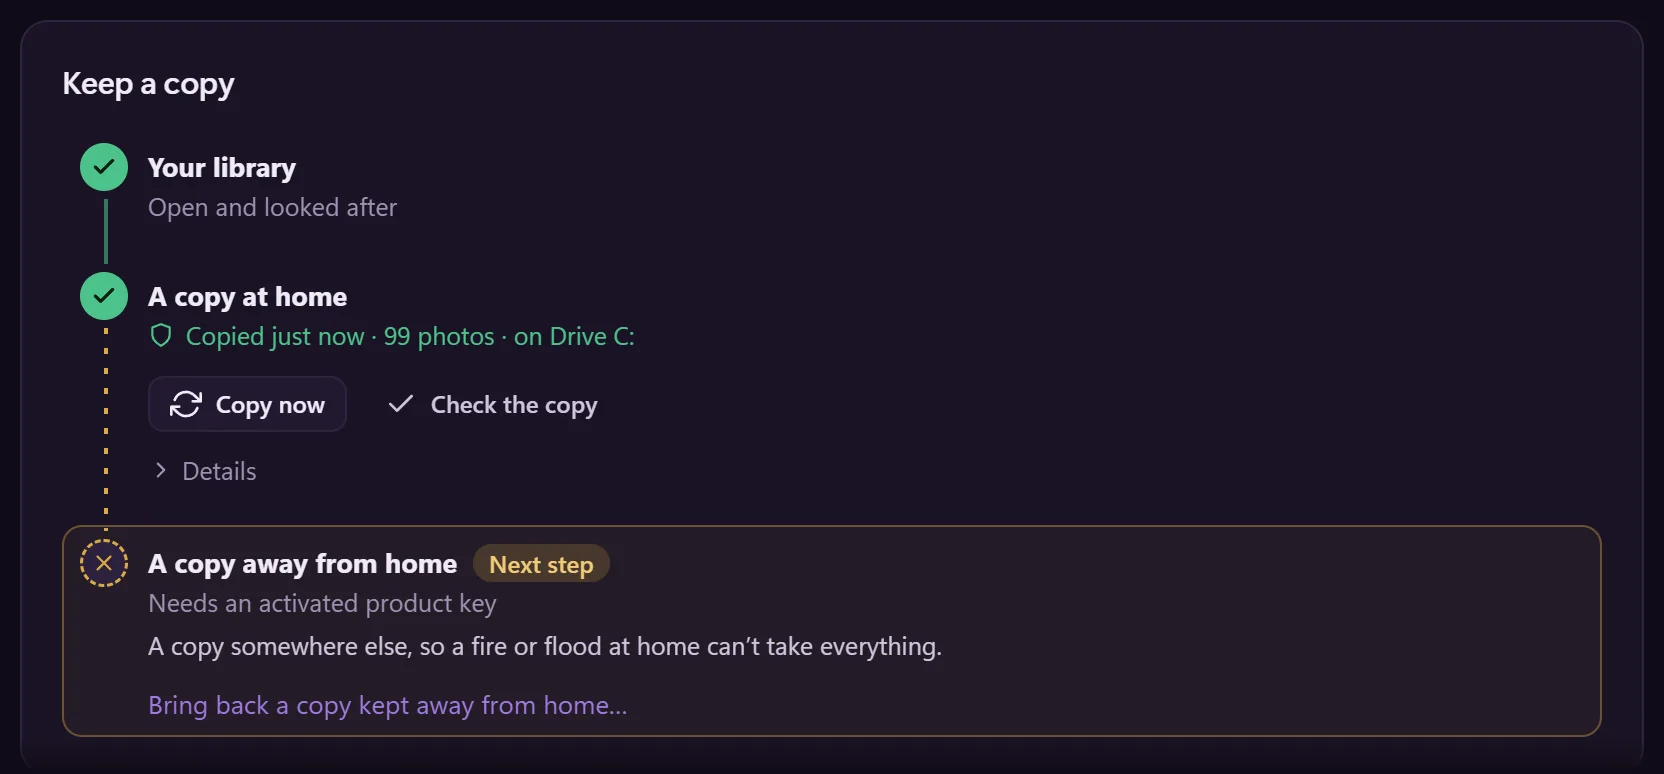 Keep a copy
Your library
Open and looked after
A copy at home
Copied just now · 99 photos · on Drive C:
Copy now
Check the copy
Details
A copy away from home
Next step
Needs an activated product key
A copy somewhere else, so a fire or flood at home can’t take everything.
Bring back a copy kept away from home…